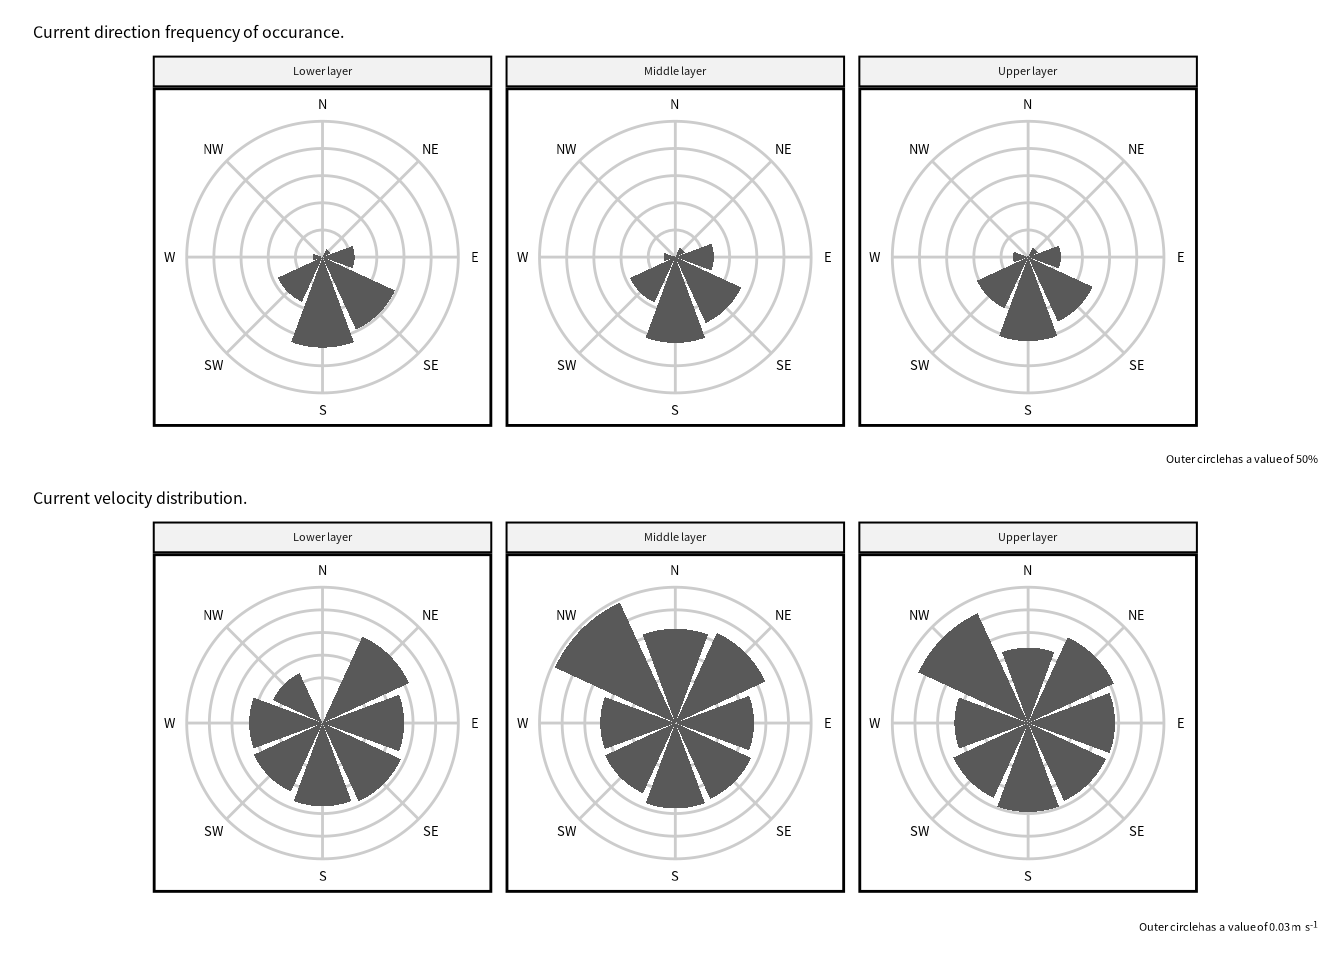 Current direction frequency of occurance.
Lower layer Middle layer Upper layer
N N N
NW NE NW NE NW NE
W E W E W E
SW SE SW SE SW SE
S S S
Outer circle has a value of 50%
Current velocity distribution.
Lower layer Middle layer Upper layer
N N N
NW NE NW NE NW NE
W E W E W E
SW SE SW SE SW SE
S S S
Outer circle has a value of 0.03 m s⁻¹